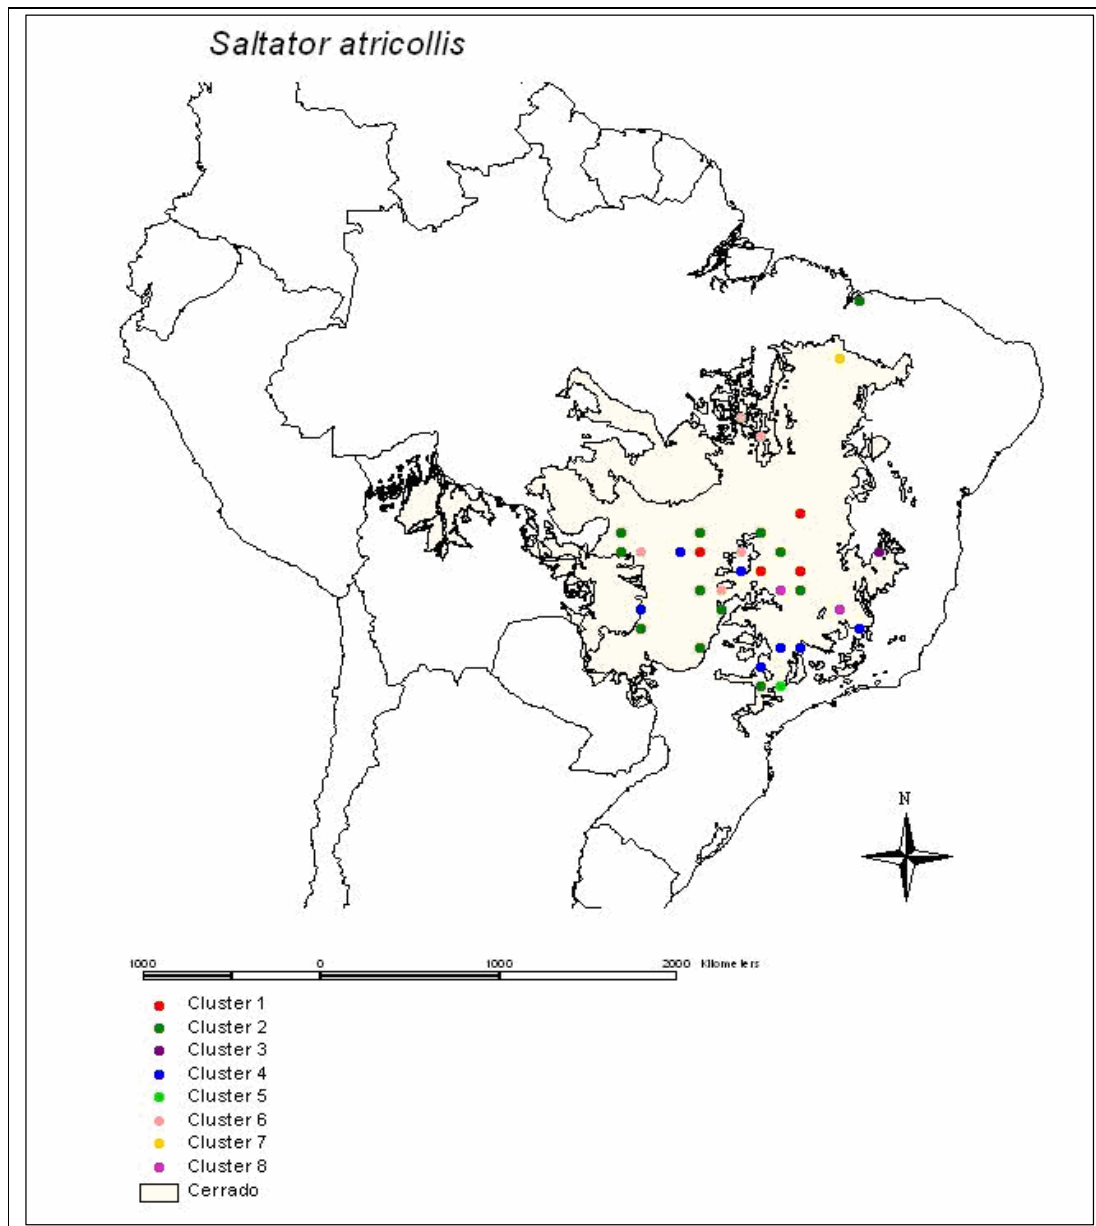 Saltator atricollis
N
1000 0 1000 2000 Kilometers
Cluster 1
Cluster 2
Cluster 3
Cluster 4
Cluster 5
Cluster 6
Cluster 7
Cluster 8
Cerrado